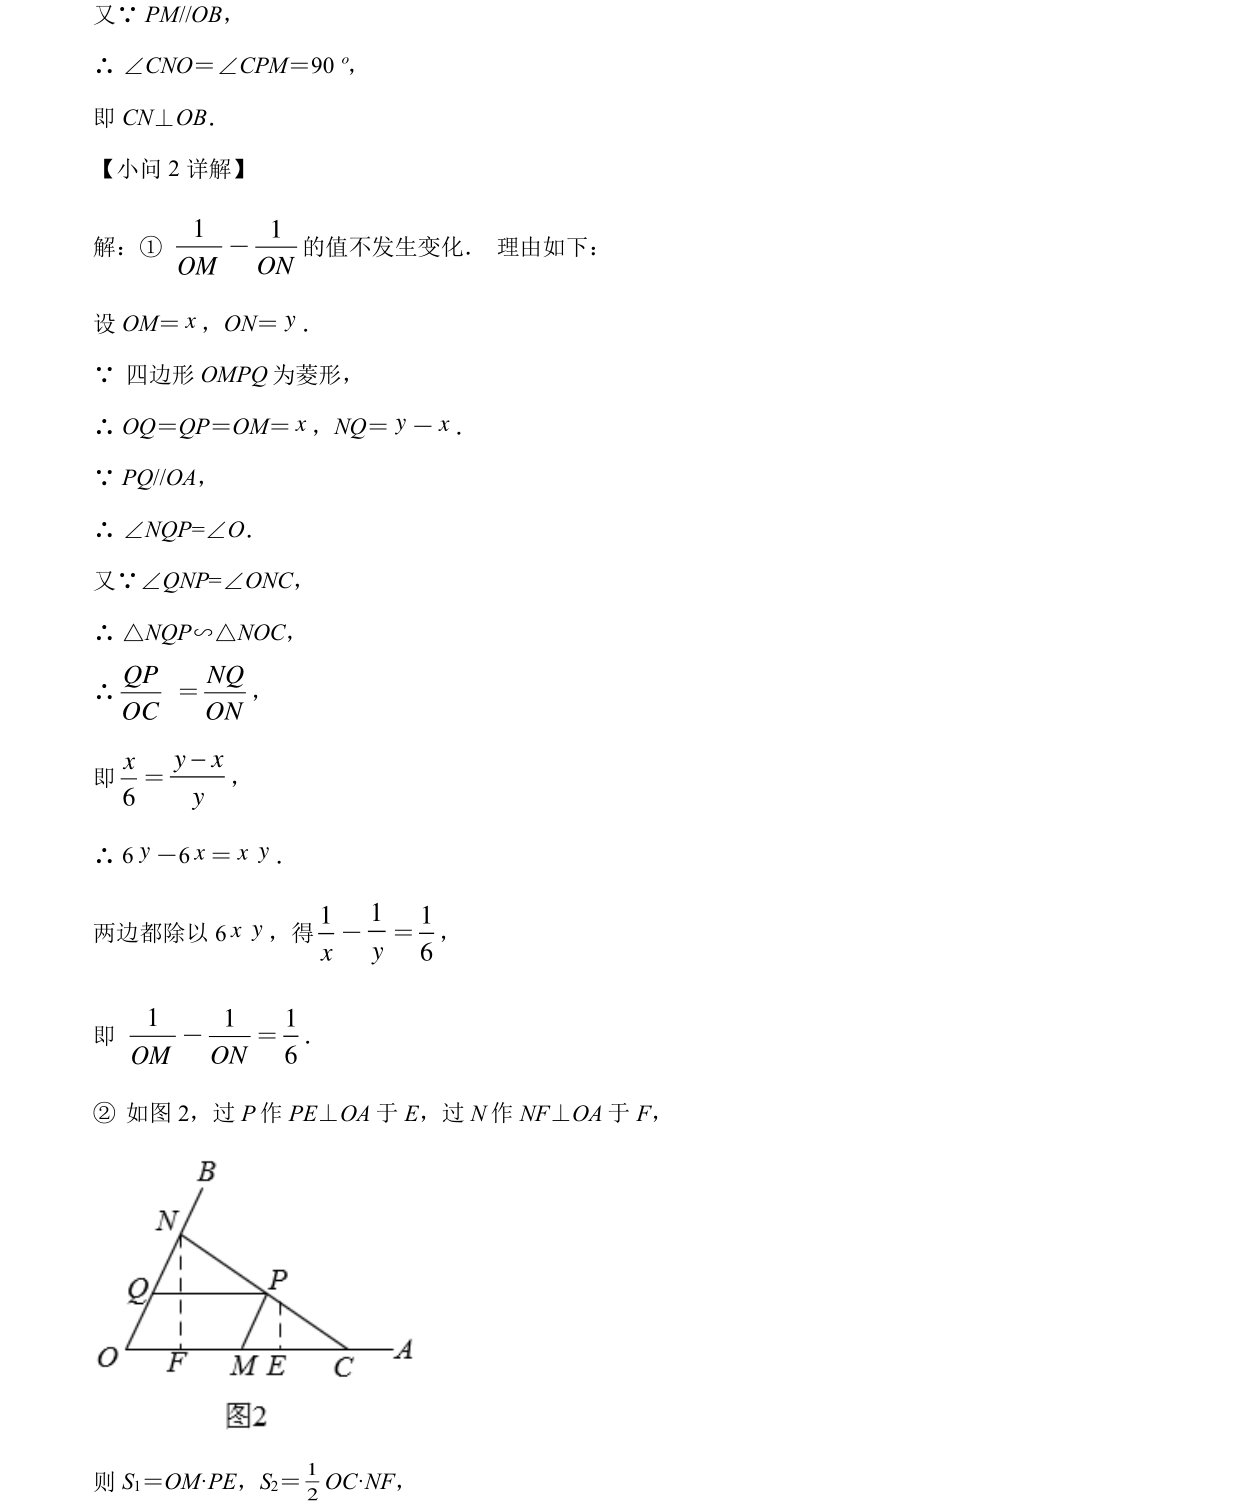 又∵ PM//OB，
∴ ∠CNO＝∠CPM＝90 º，
即 CN⊥OB．
【小问 2 详解】
解：① 1/OM－1/ON 的值不发生变化． 理由如下：
设 OM＝x，ON＝y．
∵ 四边形 OMPQ 为菱形，
∴ OQ＝QP＝OM＝x，NQ＝y－x．
∵ PQ//OA，
∴ ∠NQP=∠O．
又∵∠QNP=∠ONC，
∴ △NQP∽△NOC，
∴ QP/OC ＝ NQ/ON，
即 x/6＝(y－x)/y，
∴ 6y－6x＝x y．
两边都除以 6x y，得 1/x－1/y＝1/6，
即 1/OM－1/ON＝1/6．
② 如图 2，过 P 作 PE⊥OA 于 E，过 N 作 NF⊥OA 于 F，
B
N
Q P
O F M E C A
图2
则 S₁＝OM·PE，S₂＝1/2 OC·NF，